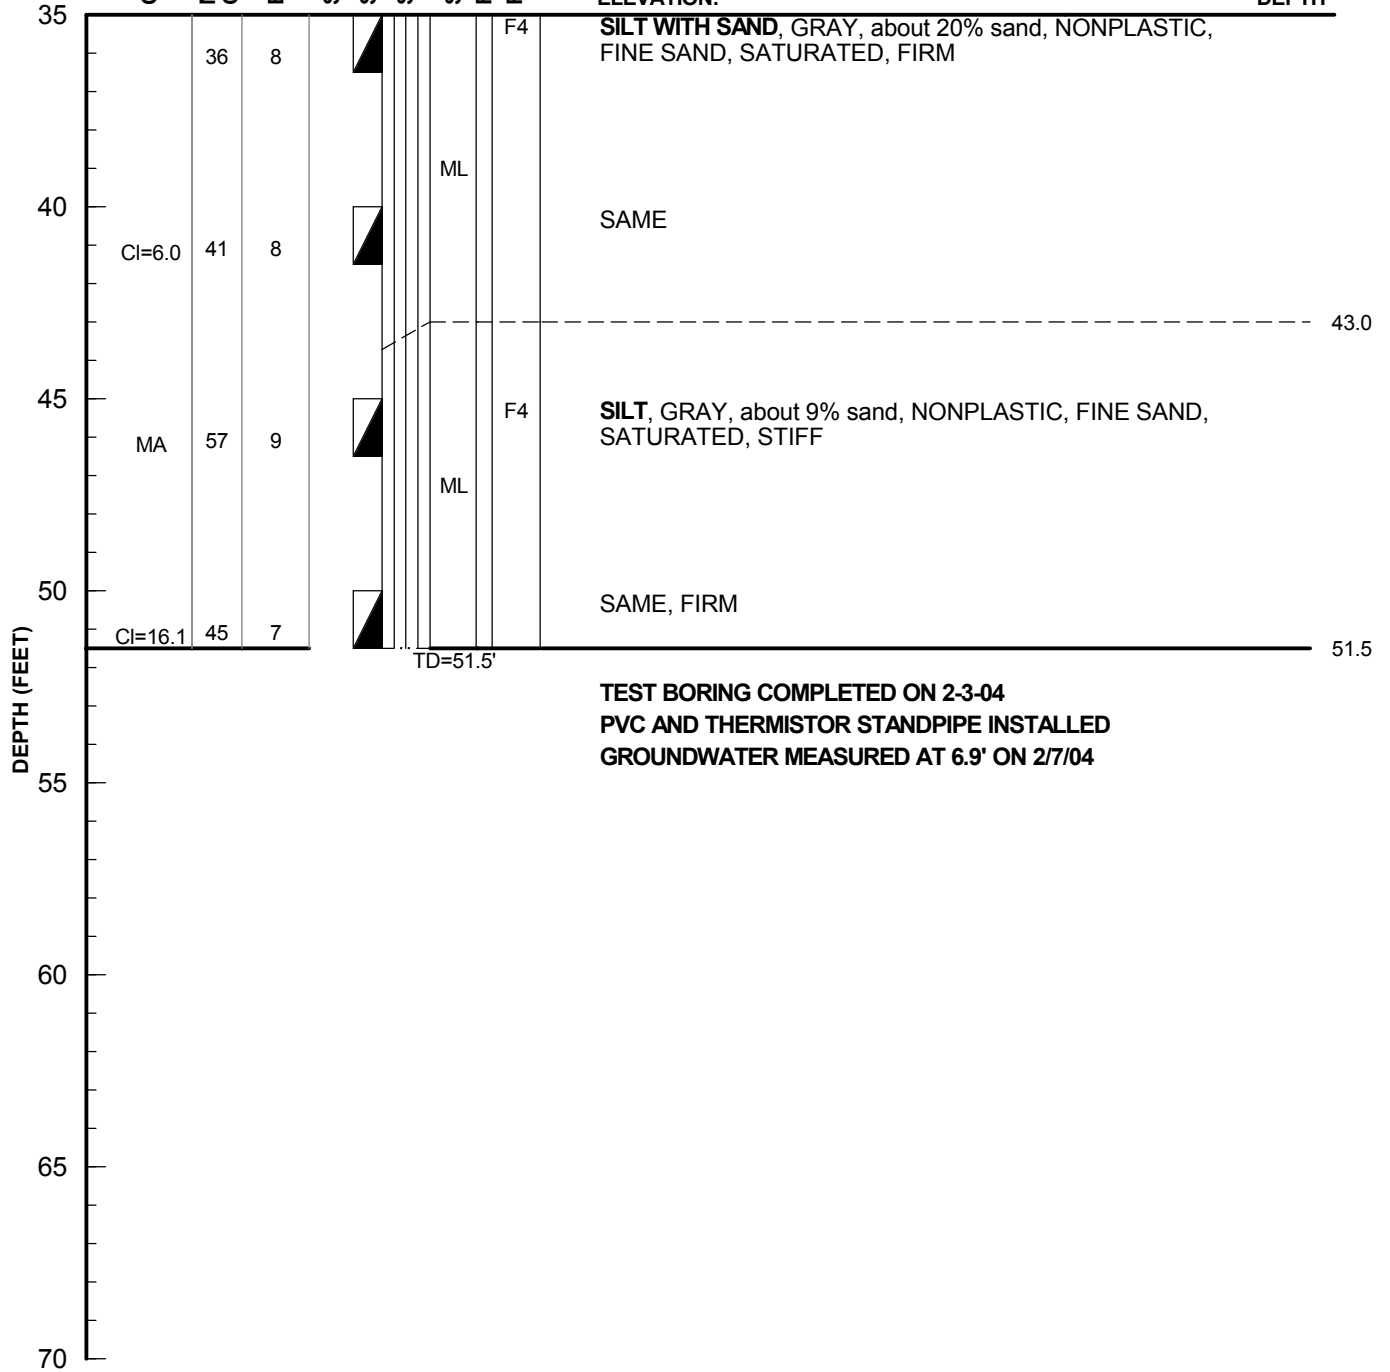 ELEVATION: DEPTH
35 F4 SILT WITH SAND, GRAY, about 20% sand, NONPLASTIC,
36 8 FINE SAND, SATURATED, FIRM
ML
40 SAME
Cl=6.0 41 8
43.0
45 F4 SILT, GRAY, about 9% sand, NONPLASTIC, FINE SAND,
MA 57 9 SATURATED, STIFF
ML
50 SAME, FIRM
Cl=16.1 45 7
51.5
TD=51.5'
TEST BORING COMPLETED ON 2-3-04
PVC AND THERMISTOR STANDPIPE INSTALLED
GROUNDWATER MEASURED AT 6.9' ON 2/7/04
DEPTH (FEET)
55
60
65
70